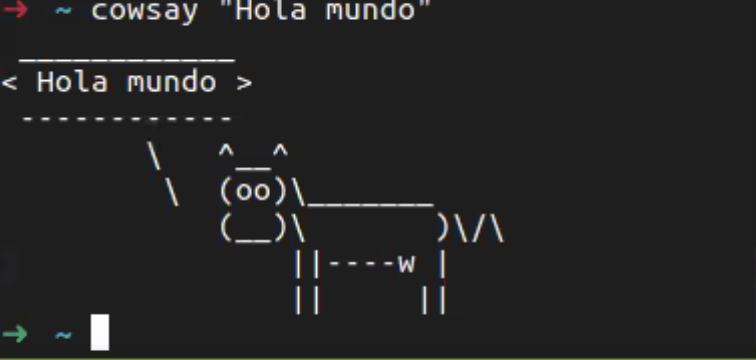 ➜ ~ cowsay "Hola mundo"
 ____________
< Hola mundo >
 ------------
        \   ^__^
         \  (oo)\_______
            (__)\       )\/\
                ||----w |
                ||     ||
➜ ~